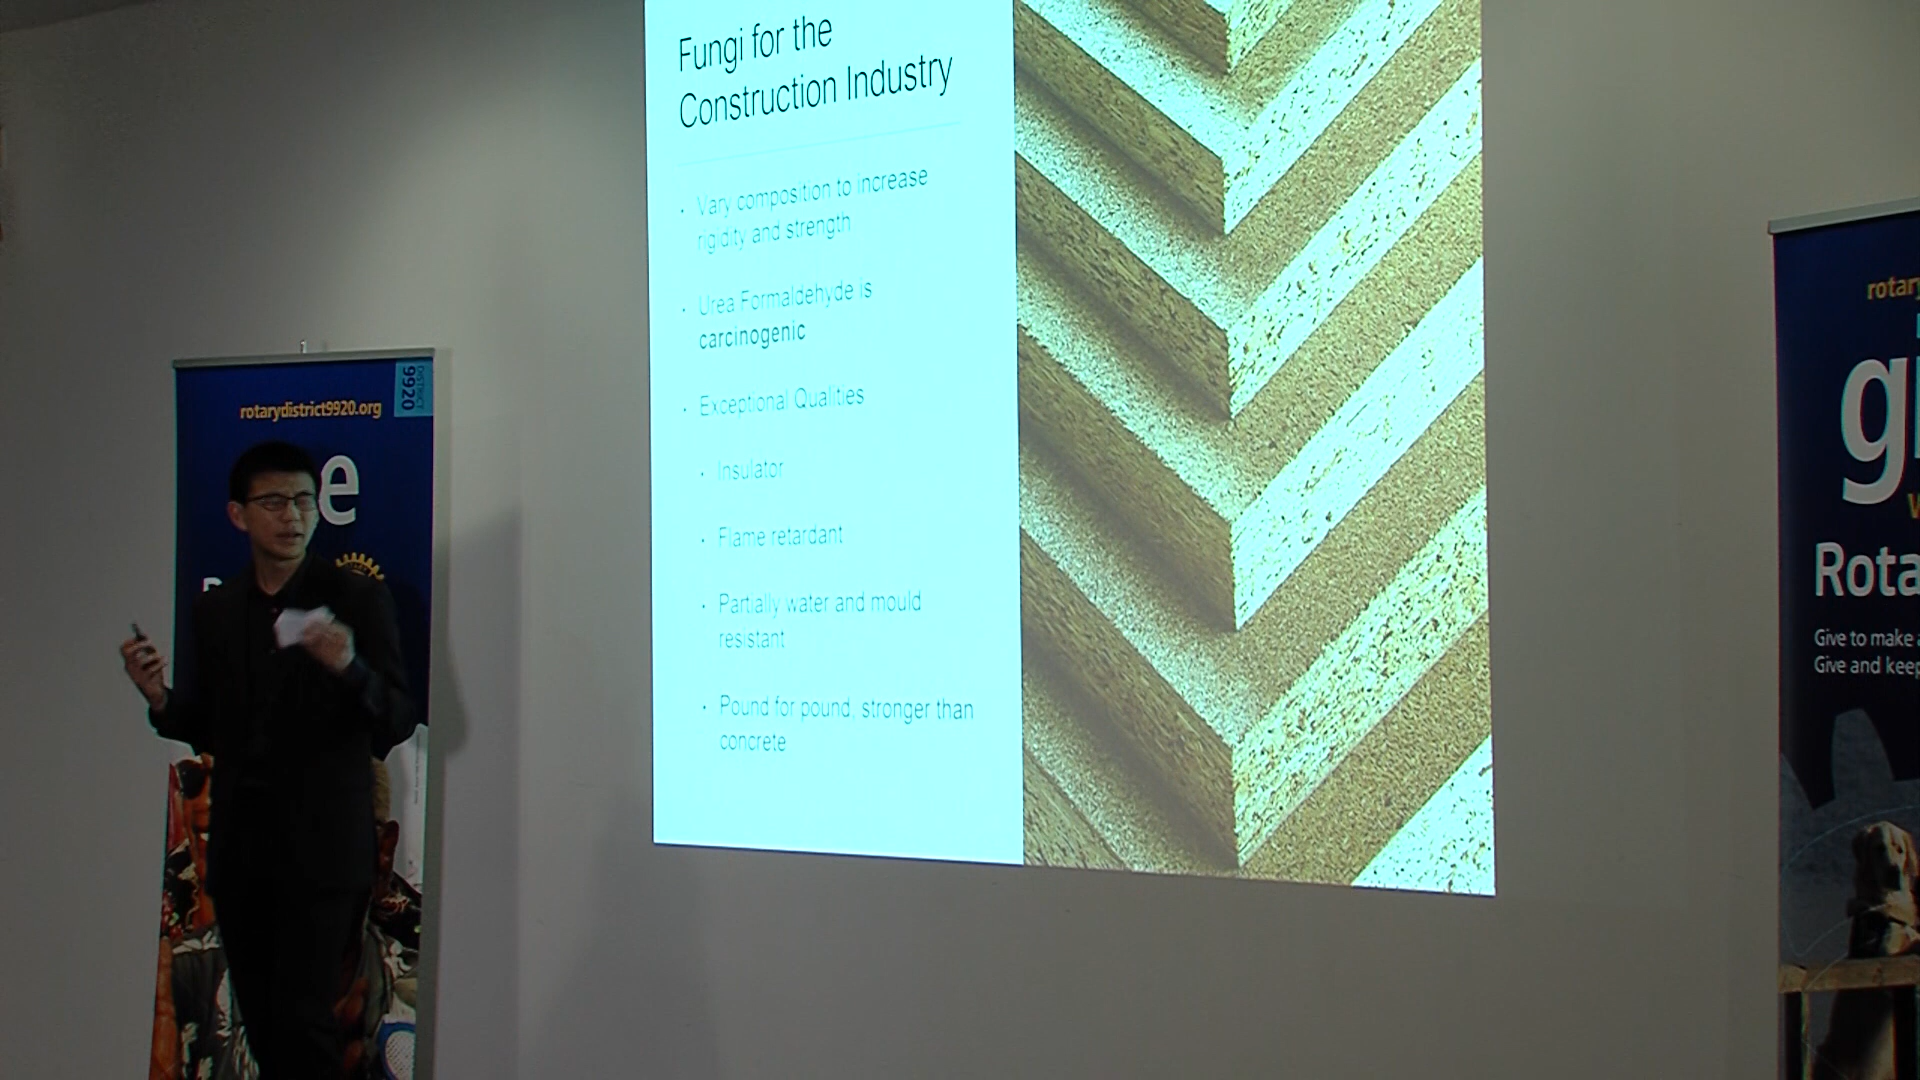 Fungi for the
Construction Industry
• Vary composition to increase
rigidity and strength
• Urea Formaldehyde is
carcinogenic
• Exceptional Qualities
• Insulator
• Flame retardant
• Partially water and mould
resistant
• Pound for pound, stronger than
concrete
DISTRICT
9920
rotarydistrict9920.org
e
rotary
gi
Rota
Give to make a
Give and keep